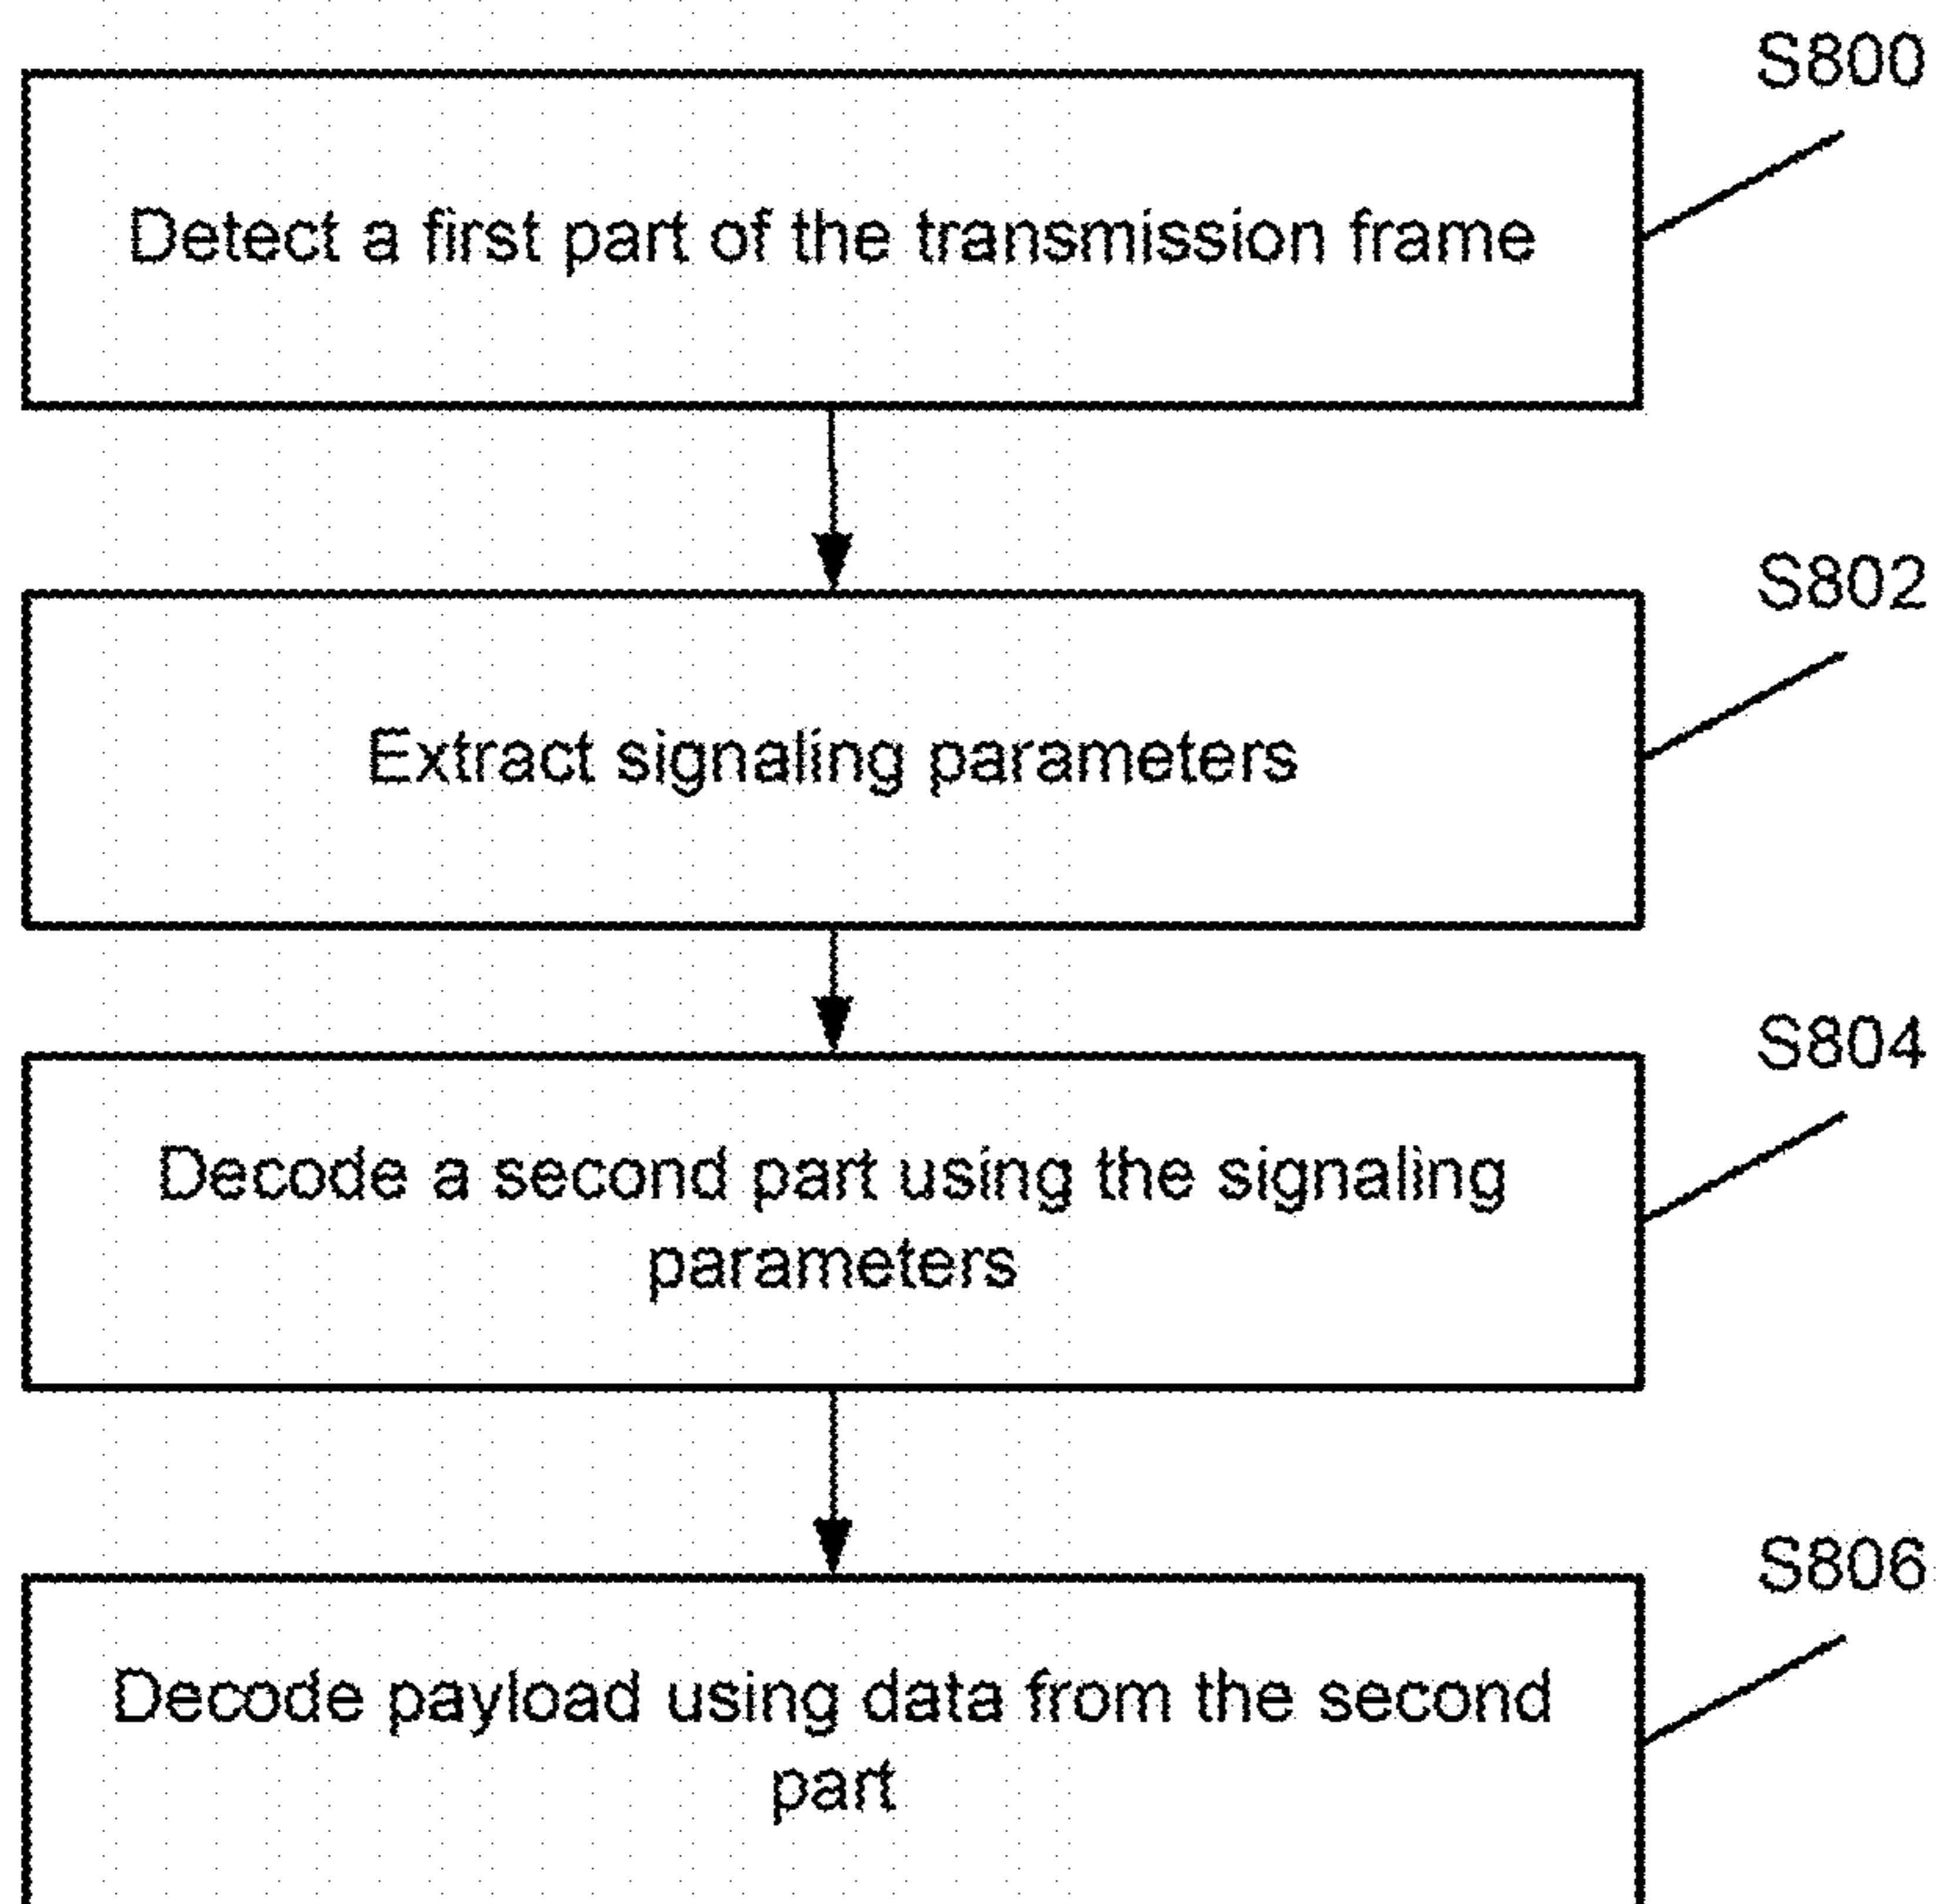 S800
Detect a first part of the transmission frame
S802
Extract signaling parameters
S804
Decode a second part using the signaling
parameters
S806
Decode payload using data from the second
part